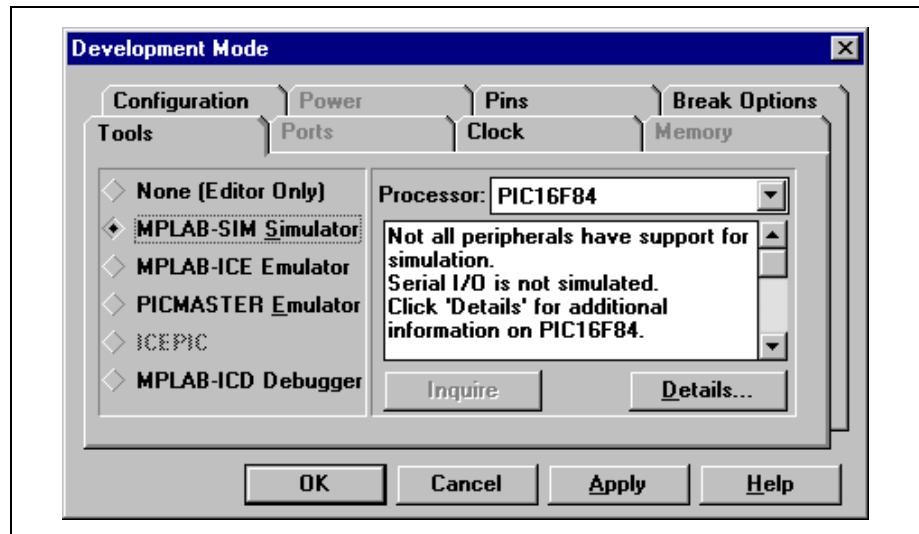 Development Mode
Configuration Power Pins Break Options
Tools Ports Clock Memory
None (Editor Only)
MPLAB-SIM Simulator
MPLAB-ICE Emulator
PICMASTER Emulator
ICEPIC
MPLAB-ICD Debugger
Processor: PIC16F84
Not all peripherals have support for
simulation.
Serial I/O is not simulated.
Click 'Details' for additional
information on PIC16F84.
Inquire Details...
OK Cancel Apply Help